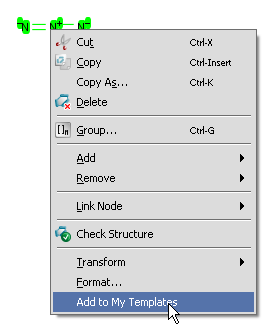 ⁻N═N⁺─N⁻
Cut Ctrl-X
Copy Ctrl-Insert
Copy As... Ctrl-K
Delete
Group... Ctrl-G
Add
Remove
Link Node
Check Structure
Transform
Format...
Add to My Templates